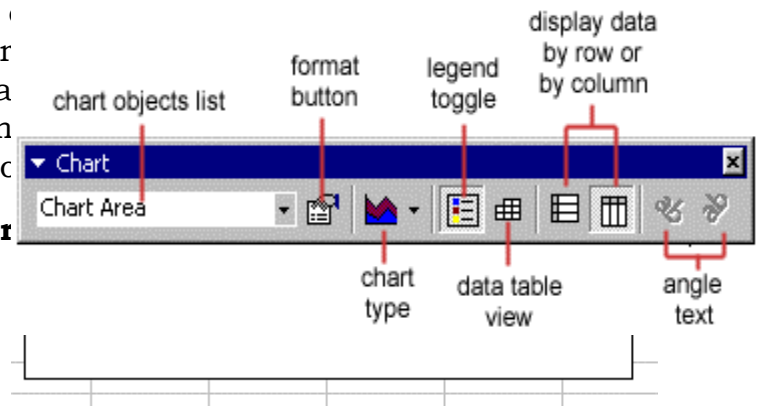 display data
by row or
by column
format
button
legend
toggle
chart objects list
Chart
Chart Area
chart
type
data table
view
angle
text